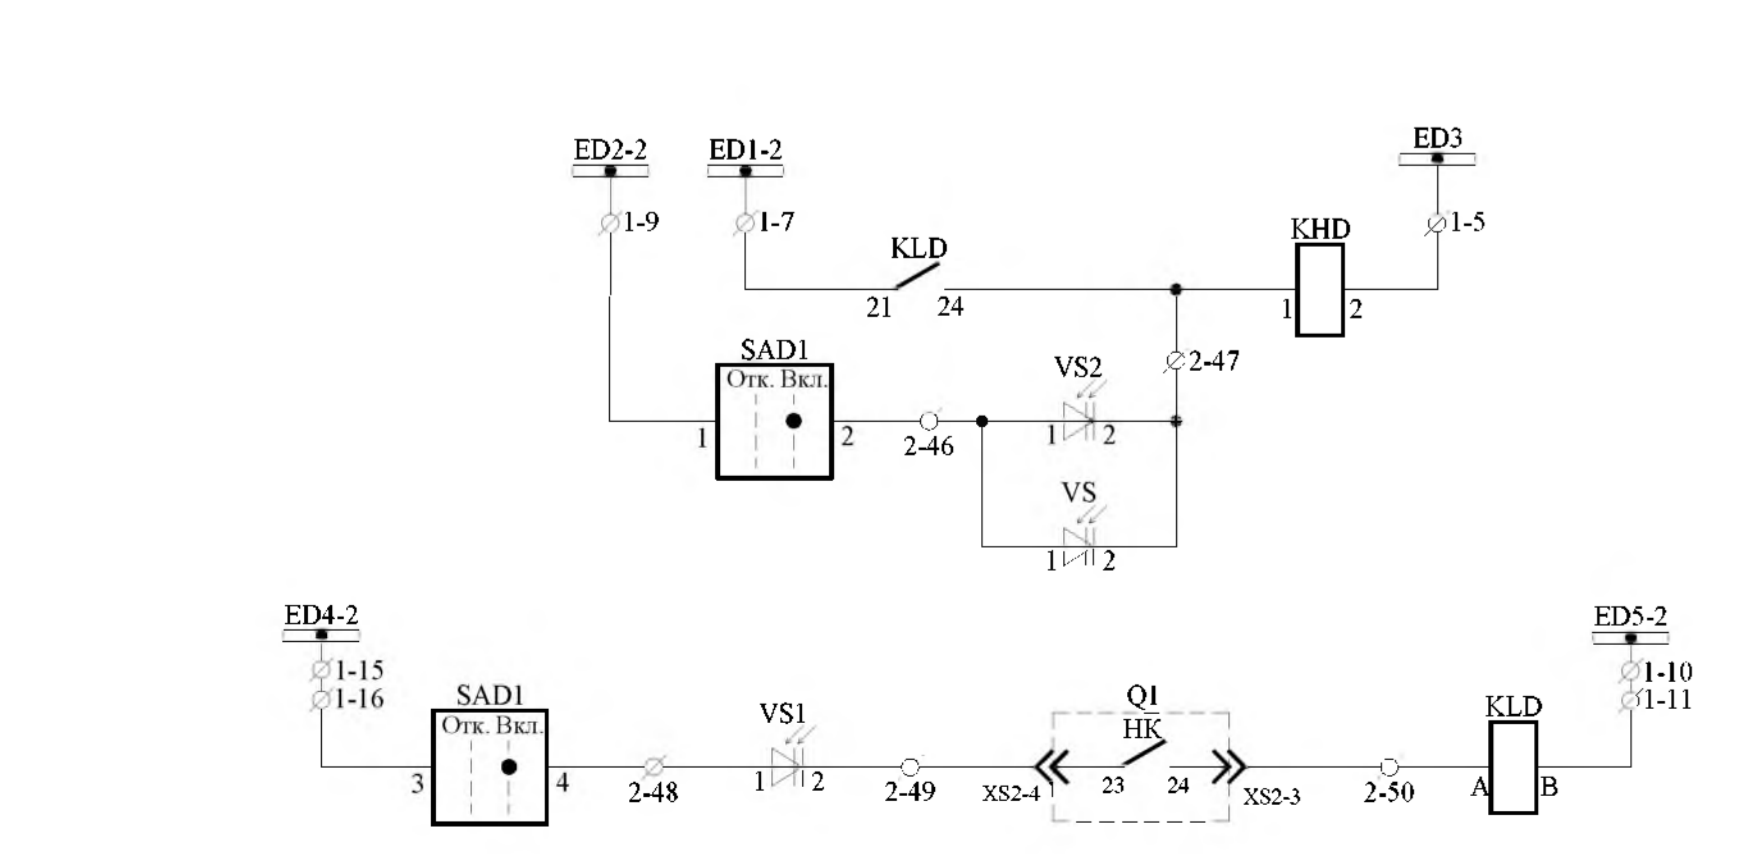 ED2-2 ED1-2 ED3
1-9 1-7 1-5
KLD KHD
21 24 1 2
SAD1 VS2 2-47
Отк. Вкл.
1 2 2-46 1 2
VS
1 2
ED4-2 ED5-2
1-15 1-10
1-16 1-11
SAD1 VS1 Q1 KLD
Отк. Вкл. НК
3 4 2-48 1 2 2-49 XS2-4 23 24 XS2-3 2-50 A B